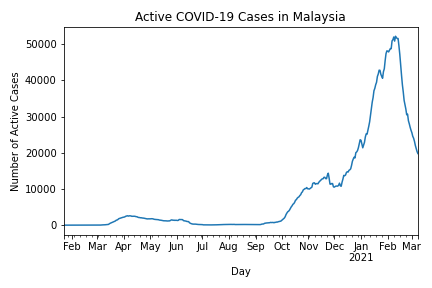 Active COVID-19 Cases in Malaysia
Number of Active Cases
50000
40000
30000
20000
10000
0
Feb Mar Apr May Jun Jul Aug Sep Oct Nov Dec Jan Feb Mar
2021
Day